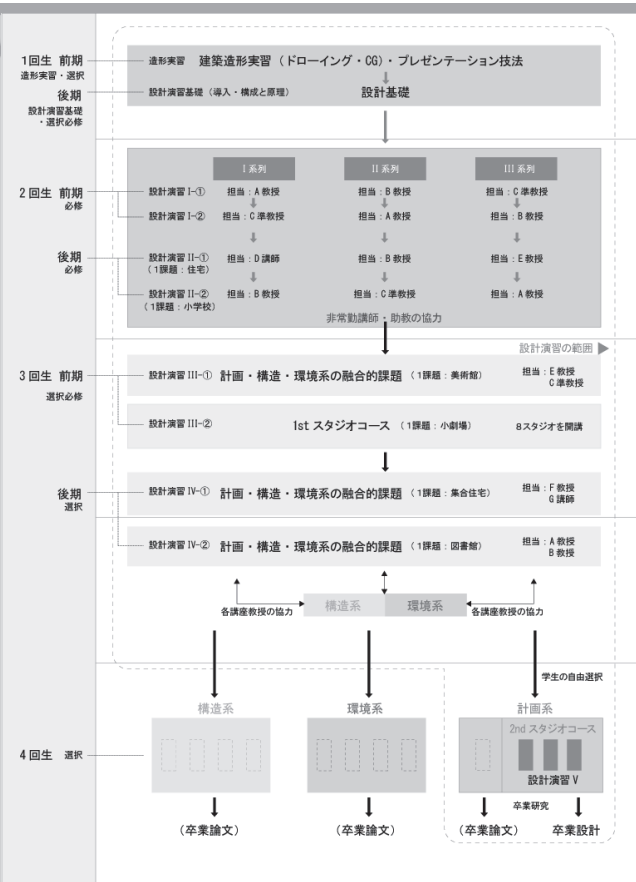 1回生 前期
造形実習・選択
造形実習 建築造形実習（ドローイング・CG）・プレゼンテーション技法
後期
設計演習基礎
・選択必修
設計演習基礎（導入・構成と原理） 設計基礎
I 系列 II 系列 III 系列
2回生 前期
必修
設計演習 I-① 担当：A教授 担当：B教授 担当：C準教授
設計演習 I-② 担当：C準教授 担当：A教授 担当：B教授
後期
必修
設計演習 II-① 担当：D講師 担当：B教授 担当：E教授
（1課題：住宅）
設計演習 II-② 担当：B教授 担当：C準教授 担当：A教授
（1課題：小学校）
非常勤講師・助教の協力
設計演習の範囲
3回生 前期
選択必修
設計演習 III-① 計画・構造・環境系の融合的課題（1課題：美術館） 担当：E教授
C準教授
設計演習 III-② 1st スタジオコース（1課題：小劇場） 8スタジオを開講
後期
選択
設計演習 IV-① 計画・構造・環境系の融合的課題（1課題：集合住宅） 担当：F教授
G講師
設計演習 IV-② 計画・構造・環境系の融合的課題（1課題：図書館） 担当：A教授
B教授
各講座教授の協力 構造系 環境系 各講座教授の協力
学生の自由選択
構造系 環境系 計画系
4回生 選択
2nd スタジオコース
設計演習 V
卒業研究
（卒業論文） （卒業論文） （卒業論文） 卒業設計